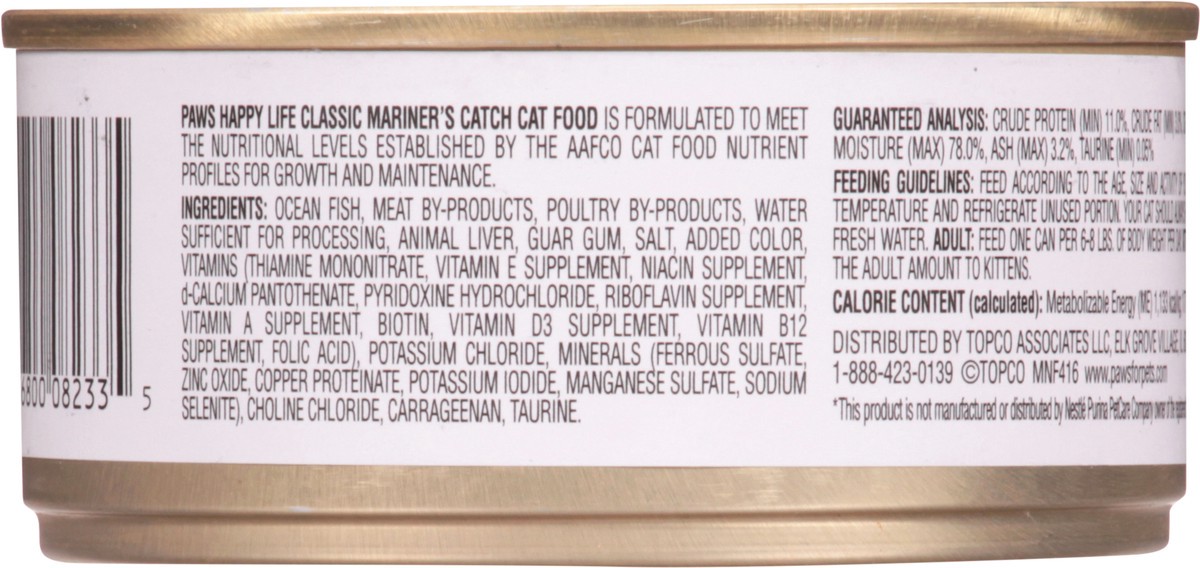 PAWS HAPPY LIFE CLASSIC MARINER'S CATCH CAT FOOD IS FORMULATED TO MEET
THE NUTRITIONAL LEVELS ESTABLISHED BY THE AAFCO CAT FOOD NUTRIENT
PROFILES FOR GROWTH AND MAINTENANCE.
INGREDIENTS: OCEAN FISH, MEAT BY-PRODUCTS, POULTRY BY-PRODUCTS, WATER
SUFFICIENT FOR PROCESSING, ANIMAL LIVER, GUAR GUM, SALT, ADDED COLOR,
VITAMINS (THIAMINE MONONITRATE, VITAMIN E SUPPLEMENT, NIACIN SUPPLEMENT,
d-CALCIUM PANTOTHENATE, PYRIDOXINE HYDROCHLORIDE, RIBOFLAVIN SUPPLEMENT,
VITAMIN A SUPPLEMENT, BIOTIN, VITAMIN D3 SUPPLEMENT, VITAMIN B12
SUPPLEMENT, FOLIC ACID), POTASSIUM CHLORIDE, MINERALS (FERROUS SULFATE,
ZINC OXIDE, COPPER PROTEINATE, POTASSIUM IODIDE, MANGANESE SULFATE, SODIUM
SELENITE), CHOLINE CHLORIDE, CARRAGEENAN, TAURINE.
GUARANTEED ANALYSIS: CRUDE PROTEIN (MIN) 11.0%, CRUDE FAT (MIN)
MOISTURE (MAX) 78.0%, ASH (MAX) 3.2%, TAURINE (MIN) 0.05%
FEEDING GUIDELINES: FEED ACCORDING TO THE AGE, SIZE AND ACTIVITY
TEMPERATURE AND REFRIGERATE UNUSED PORTION. YOUR CAT SHOULD
FRESH WATER. ADULT: FEED ONE CAN PER 6-8 LBS. OF BODY WEIGHT PER
THE ADULT AMOUNT TO KITTENS.
CALORIE CONTENT (calculated): Metabolizable Energy (ME)
DISTRIBUTED BY TOPCO ASSOCIATES LLC, ELK GROVE VILLAGE
1-888-423-0139 ©TOPCO MNF416 www.pawsforpets.com
*This product is not manufactured or distributed by Nestlé Purina PetCare Company owner of the
6800 08233 5